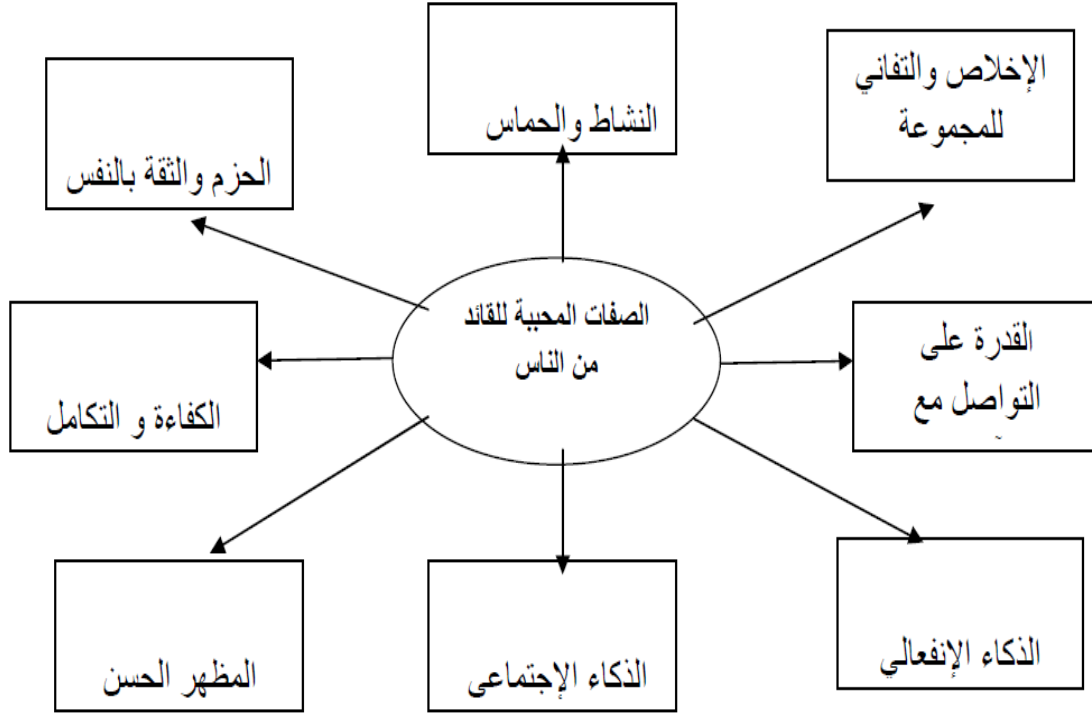 النشاط والحماس
الإخلاص والتفاني
للمجموعة
الحزم والثقة بالنفس
الصفات المحببة للقائد
من الناس
القدرة على
التواصل مع
الكفاءة و التكامل
الذكاء الإنفعالي
الذكاء الإجتماعى
المظهر الحسن